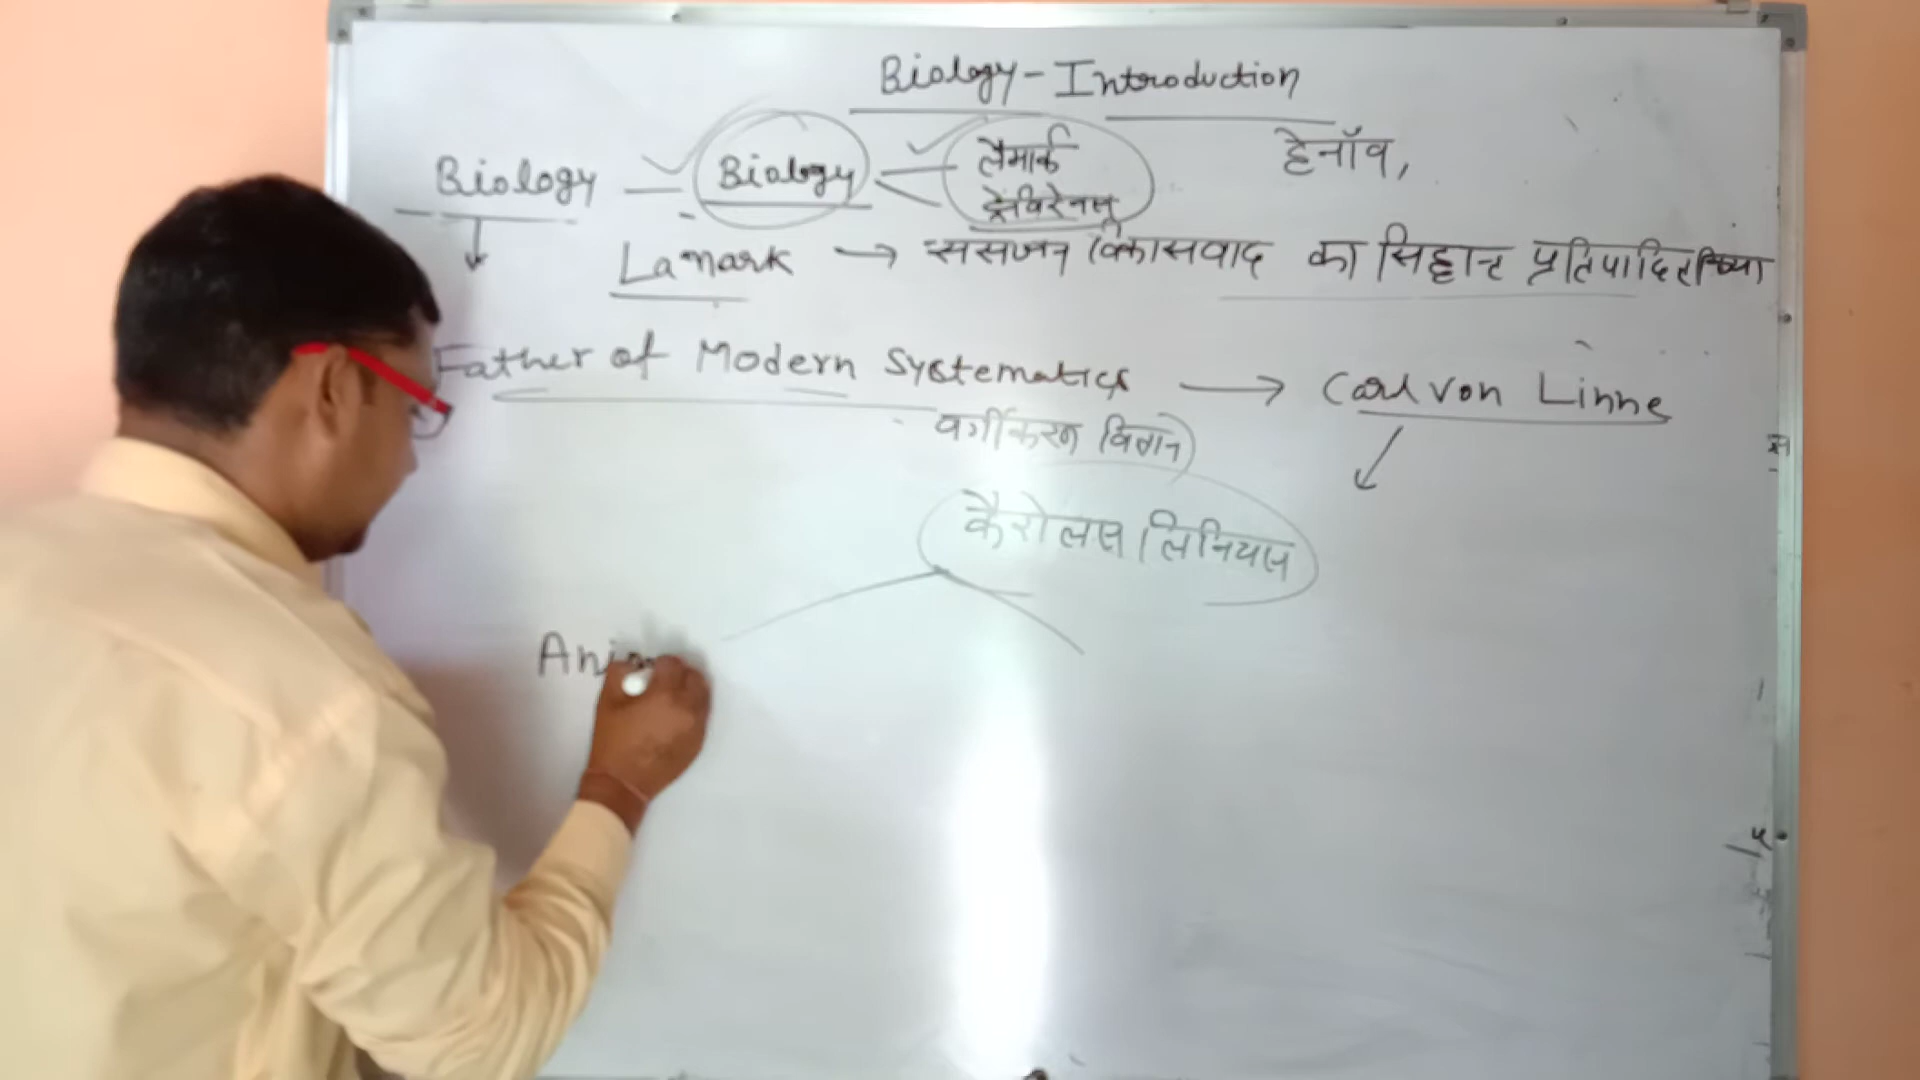 Biology-Introduction
Biology - Biology लैमार्क हेनॉव,
ट्रेविरेनस
Lamark → विकासवाद का सिद्धान्त प्रतिपादित किया
Father of Modern Systematics → Carl von Linne
वर्गीकरण विज्ञान)
कैरोलस लिनियस
Anim